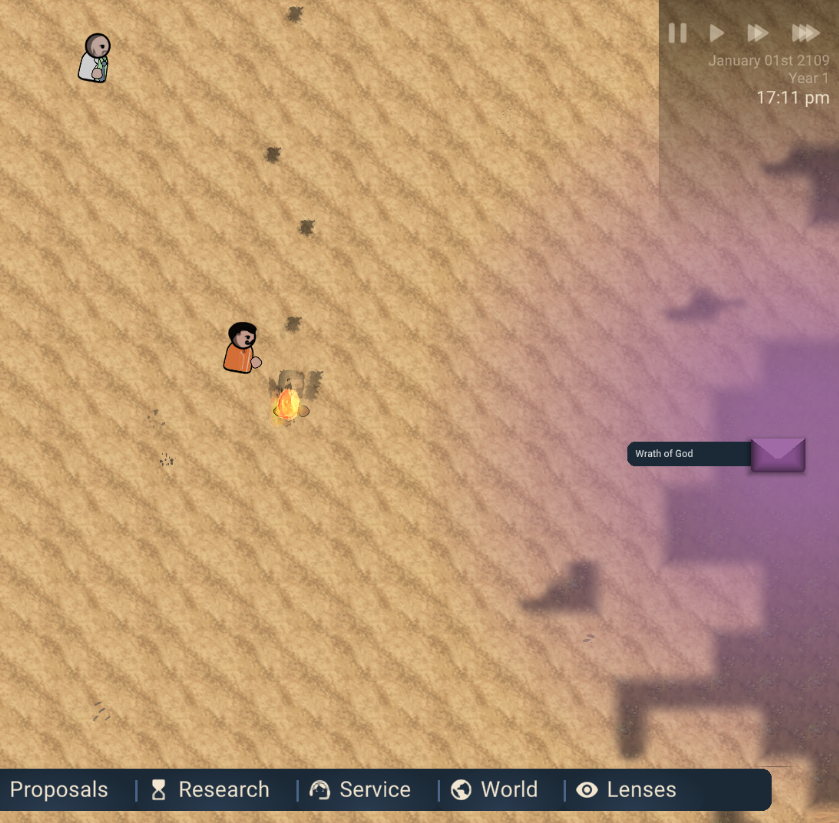 January 01st 2109
Year 1
17:11 pm
Wrath of God
Proposals
Research
Service
World
Lenses